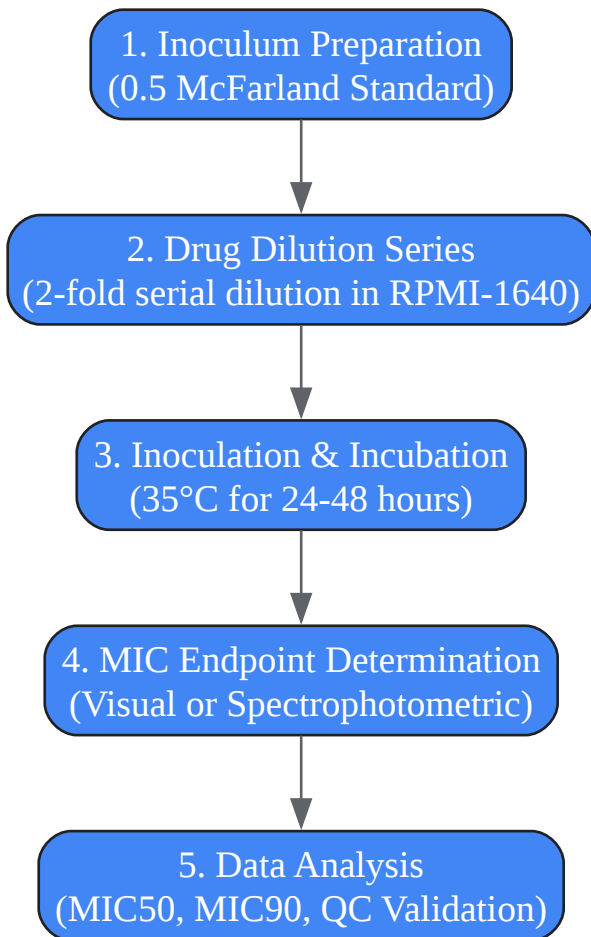 1. Inoculum Preparation
(0.5 McFarland Standard)
2. Drug Dilution Series
(2-fold serial dilution in RPMI-1640)
3. Inoculation & Incubation
(35°C for 24-48 hours)
4. MIC Endpoint Determination
(Visual or Spectrophotometric)
5. Data Analysis
(MIC50, MIC90, QC Validation)